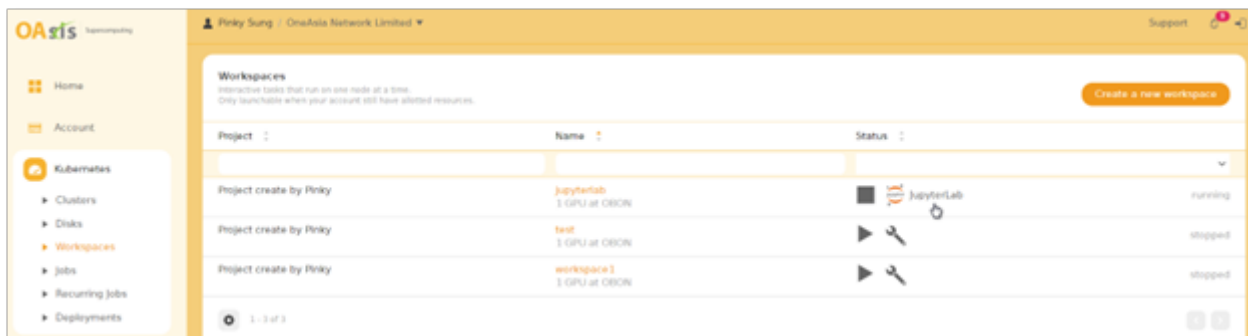 OAsis Supercomputing
Pinky Sung / OneAsia Network Limited
Support
0
Home
Account
Kubernetes
Clusters
Disks
Workspaces
Jobs
Recurring Jobs
Deployments
Workspaces
Interactive tasks that run on one node at a time.
Only launchable when your account still have allotted resources.
Create a new workspace
Project Name Status
Project create by Pinky jupyterlab JupyterLab running
1 GPU at OBON
Project create by Pinky test stopped
1 GPU at OBON
Project create by Pinky workspace1 stopped
1 GPU at OBON
1 - 3 of 3